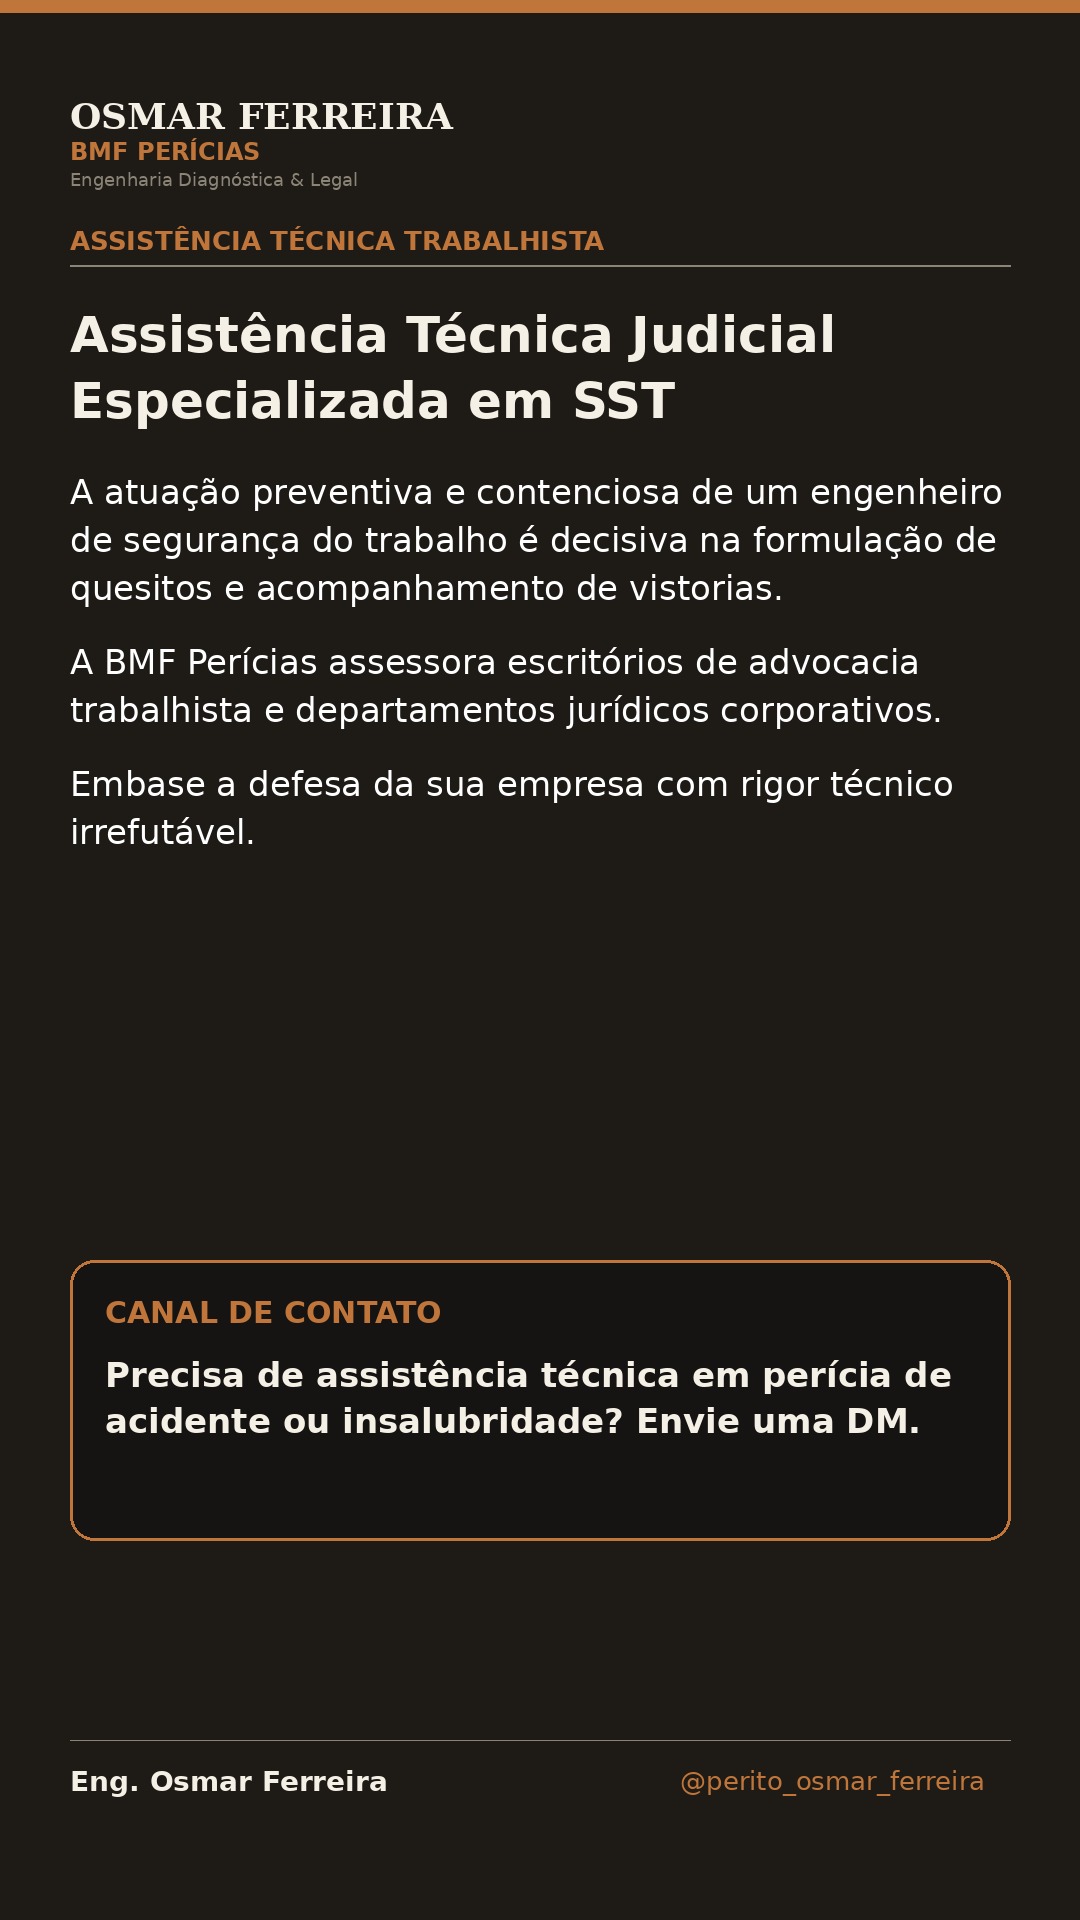 OSMAR FERREIRA
BMF PERÍCIAS
Engenharia Diagnóstica & Legal
ASSISTÊNCIA TÉCNICA TRABALHISTA
Assistência Técnica Judicial
Especializada em SST
A atuação preventiva e contenciosa de um engenheiro
de segurança do trabalho é decisiva na formulação de
quesitos e acompanhamento de vistorias.
A BMF Perícias assessora escritórios de advocacia
trabalhista e departamentos jurídicos corporativos.
Embase a defesa da sua empresa com rigor técnico
irrefutável.
CANAL DE CONTATO
Precisa de assistência técnica em perícia de
acidente ou insalubridade? Envie uma DM.
Eng. Osmar Ferreira
@perito_osmar_ferreira